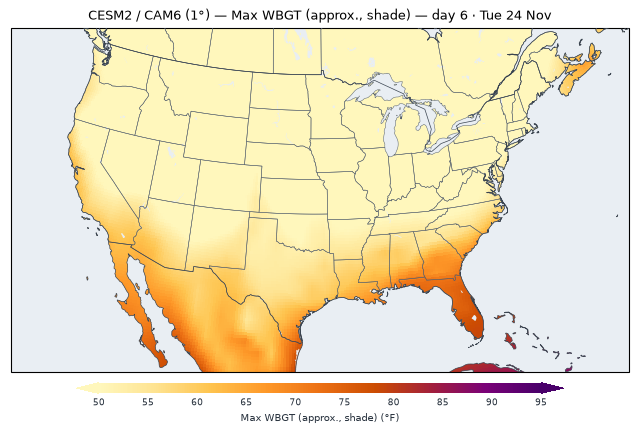 CESM2 / CAM6 (1°) — Max WBGT (approx., shade) — day 6 · Tue 24 Nov
50 55 60 65 70 75 80 85 90 95
Max WBGT (approx., shade) (°F)